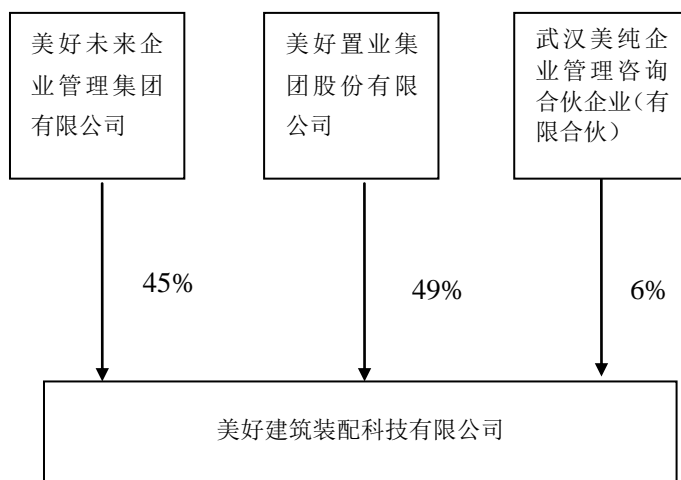 美好未来企
业管理集团
有限公司
美好置业集
团股份有限
公司
武汉美纯企
业管理咨询
合伙企业（有
限合伙）
45%
49%
6%
美好建筑装配科技有限公司